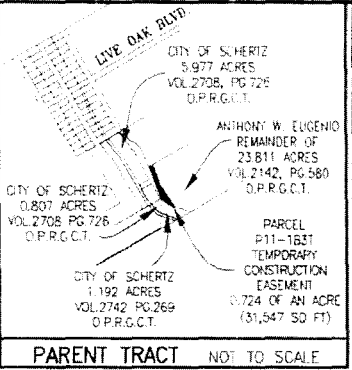 LIVE OAK BLVD.
CITY OF SCHERTZ
5.977 ACRES
VOL.2708, PG.726
O.P.R.G.C.T.
ANTHONY W. EUGENIO
REMAINDER OF
23.811 ACRES
VOL.2142, PG.580
O.P.R.G.C.T.
CITY OF SCHERTZ
0.807 ACRES
VOL.2708 PG.726
O.P.R.G.C.T.
CITY OF SCHERTZ
1.192 ACRES
VOL.2742 PG.269
O.P.R.G.C.T.
PARCEL
P11-1B3T
TEMPORARY
CONSTRUCTION
EASEMENT
0.724 OF AN ACRE
(31,547 SQ FT)
PARENT TRACT NOT TO SCALE